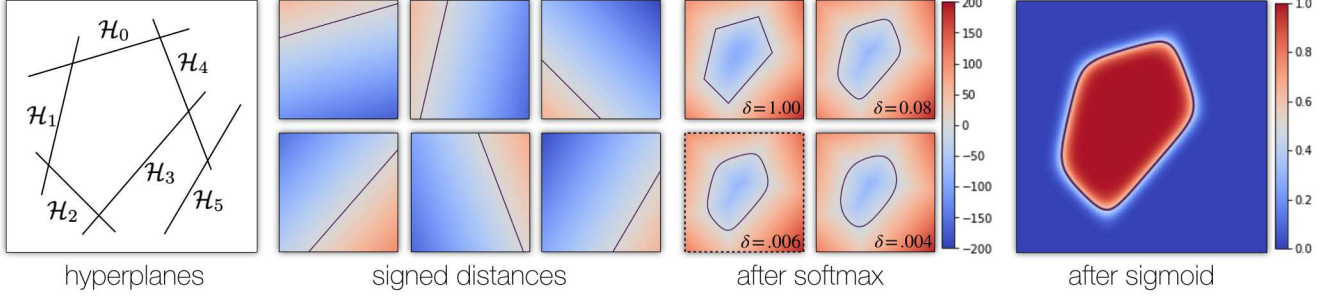 H₀
H₄
H₁
H₃
H₂
H₅
hyperplanes
signed distances
δ=1.00
δ=0.08
δ=.006
δ=.004
after softmax
200
150
100
50
0
−50
−100
−150
−200
after sigmoid
1.0
0.8
0.6
0.4
0.2
0.0